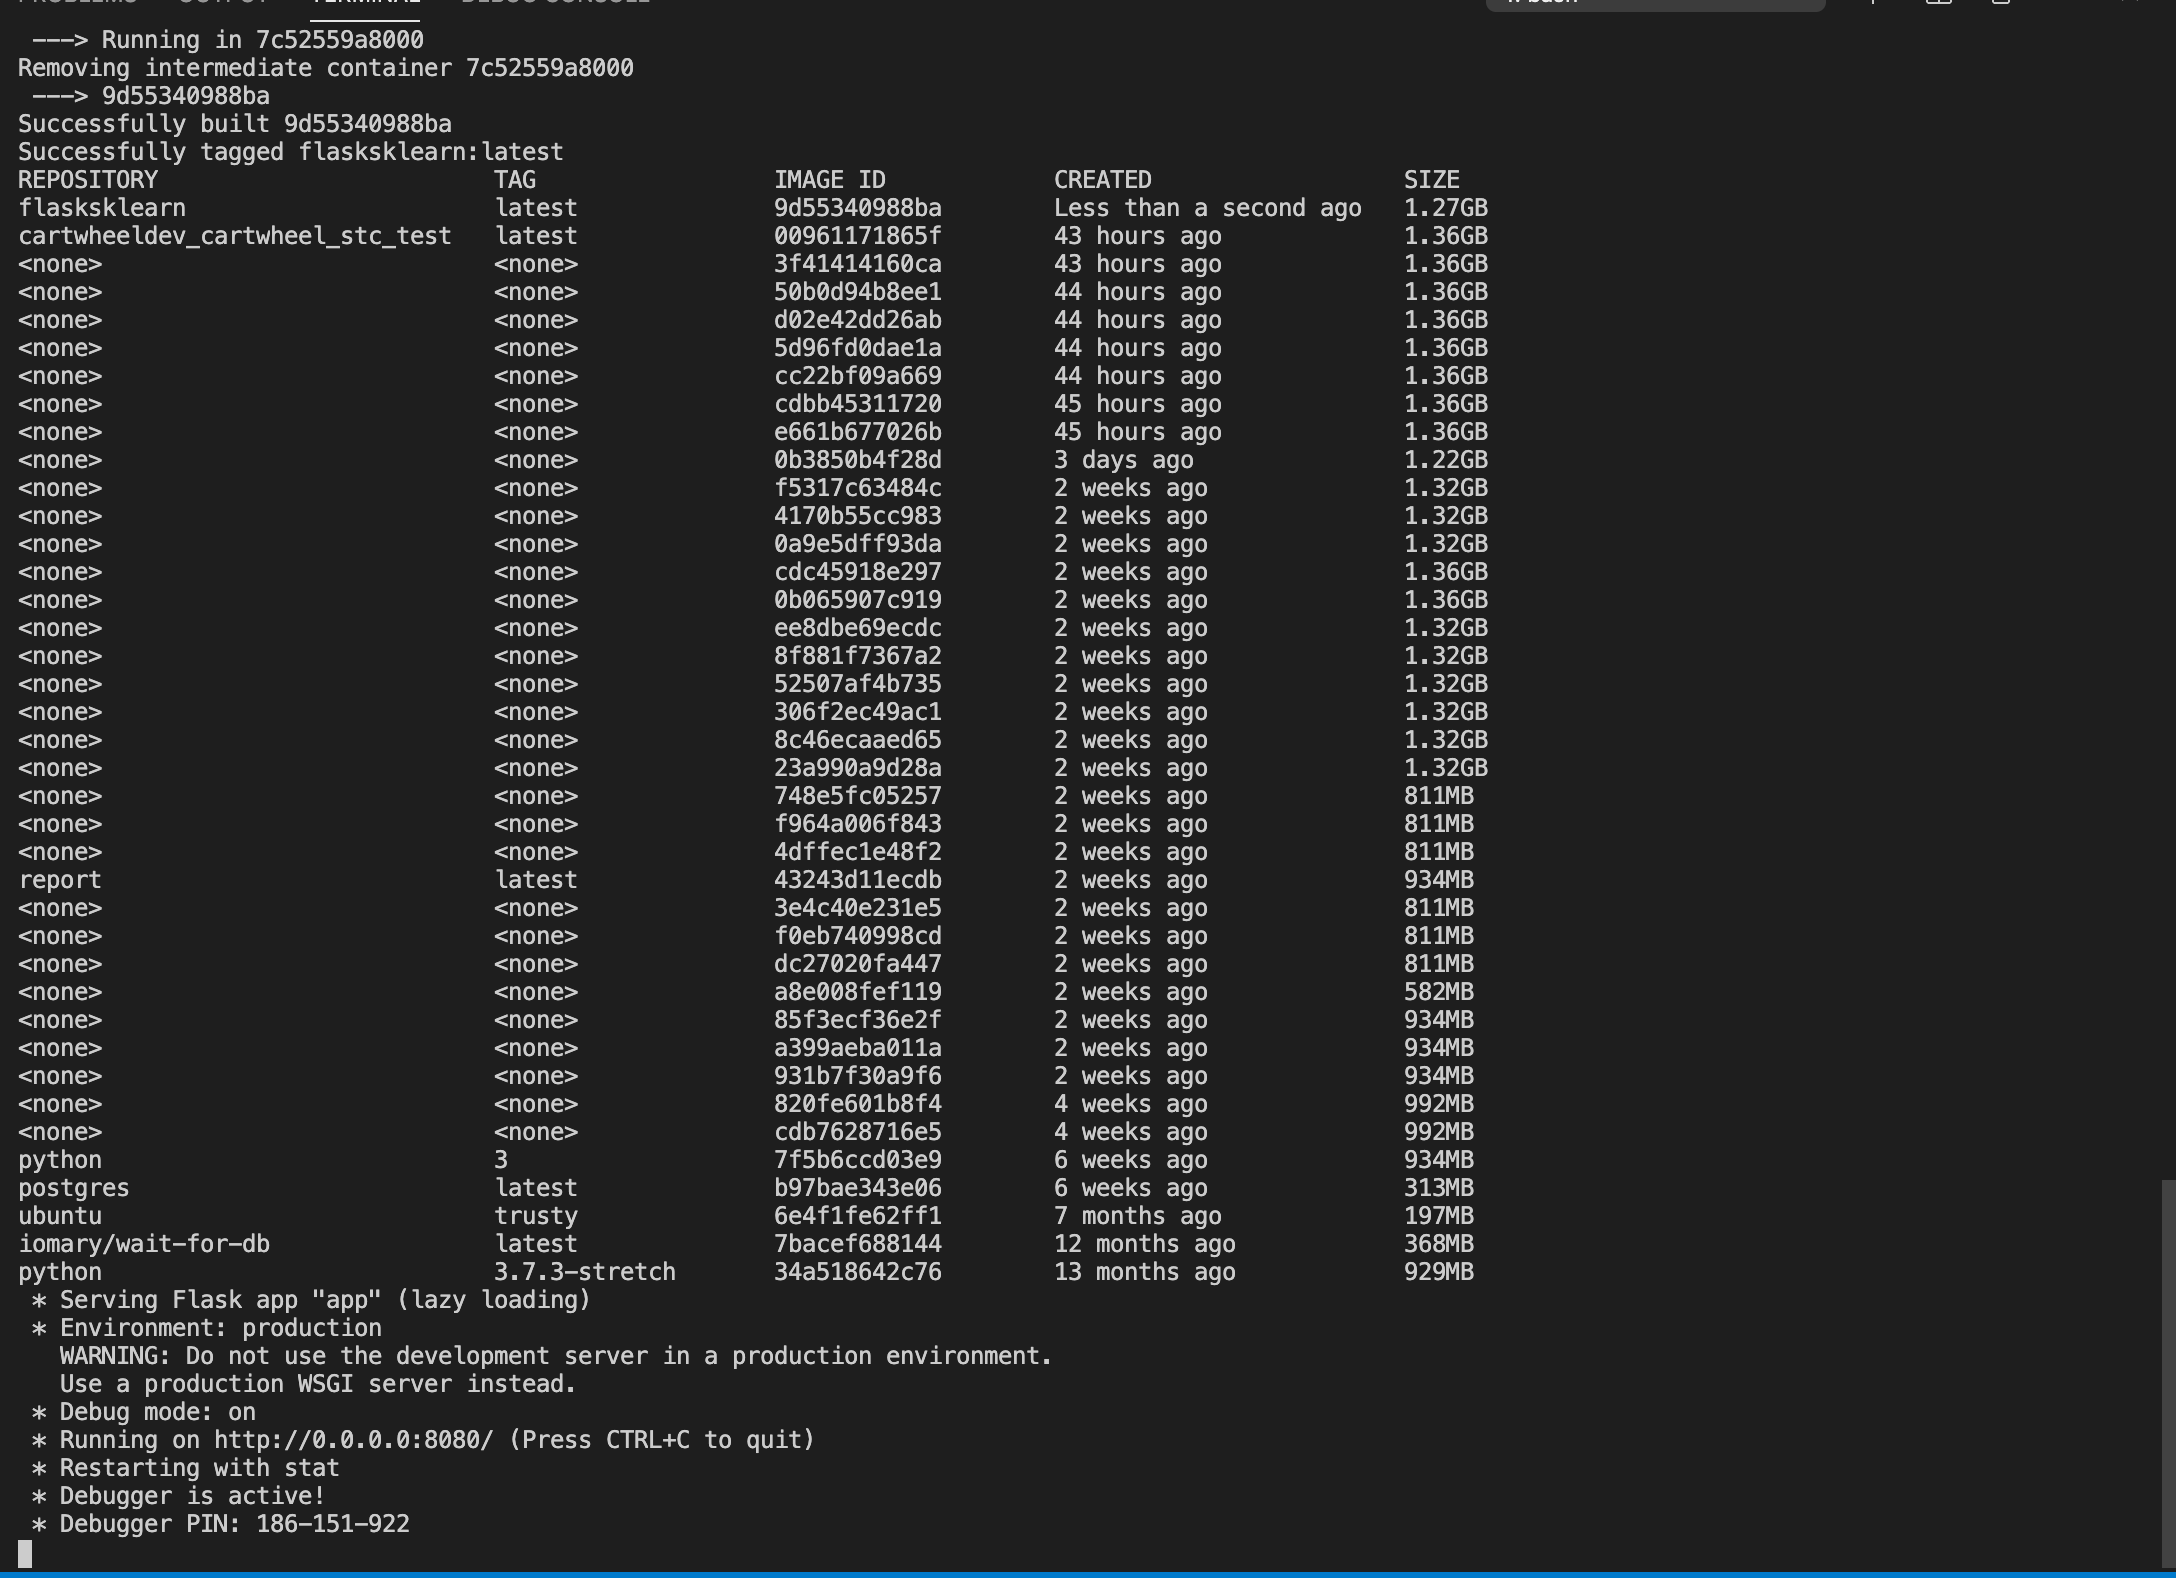 PROBLEMS OUTPUT TERMINAL DEBUG CONSOLE
---> Running in 7c52559a8000
Removing intermediate container 7c52559a8000
---> 9d55340988ba
Successfully built 9d55340988ba
Successfully tagged flasksklearn:latest
REPOSITORY TAG IMAGE ID CREATED SIZE
flasksklearn latest 9d55340988ba Less than a second ago 1.27GB
cartwheeldev_cartwheel_stc_test latest 00961171865f 43 hours ago 1.36GB
<none> <none> 3f41414160ca 43 hours ago 1.36GB
<none> <none> 50b0d94b8ee1 44 hours ago 1.36GB
<none> <none> d02e42dd26ab 44 hours ago 1.36GB
<none> <none> 5d96fd0dae1a 44 hours ago 1.36GB
<none> <none> cc22bf09a669 44 hours ago 1.36GB
<none> <none> cdbb45311720 45 hours ago 1.36GB
<none> <none> e661b677026b 45 hours ago 1.36GB
<none> <none> 0b3850b4f28d 3 days ago 1.22GB
<none> <none> f5317c63484c 2 weeks ago 1.32GB
<none> <none> 4170b55cc983 2 weeks ago 1.32GB
<none> <none> 0a9e5dff93da 2 weeks ago 1.32GB
<none> <none> cdc45918e297 2 weeks ago 1.36GB
<none> <none> 0b065907c919 2 weeks ago 1.36GB
<none> <none> ee8dbe69ecdc 2 weeks ago 1.32GB
<none> <none> 8f881f7367a2 2 weeks ago 1.32GB
<none> <none> 52507af4b735 2 weeks ago 1.32GB
<none> <none> 306f2ec49ac1 2 weeks ago 1.32GB
<none> <none> 8c46ecaaed65 2 weeks ago 1.32GB
<none> <none> 23a990a9d28a 2 weeks ago 1.32GB
<none> <none> 748e5fc05257 2 weeks ago 811MB
<none> <none> f964a006f843 2 weeks ago 811MB
<none> <none> 4dffec1e48f2 2 weeks ago 811MB
report latest 43243d11ecdb 2 weeks ago 934MB
<none> <none> 3e4c40e231e5 2 weeks ago 811MB
<none> <none> f0eb740998cd 2 weeks ago 811MB
<none> <none> dc27020fa447 2 weeks ago 811MB
<none> <none> a8e008fef119 2 weeks ago 582MB
<none> <none> 85f3ecf36e2f 2 weeks ago 934MB
<none> <none> a399aeba011a 2 weeks ago 934MB
<none> <none> 931b7f30a9f6 2 weeks ago 934MB
<none> <none> 820fe601b8f4 4 weeks ago 992MB
<none> <none> cdb7628716e5 4 weeks ago 992MB
python 3 7f5b6ccd03e9 6 weeks ago 934MB
postgres latest b97bae343e06 6 weeks ago 313MB
ubuntu trusty 6e4f1fe62ff1 7 months ago 197MB
iomary/wait-for-db latest 7bacef688144 12 months ago 368MB
python 3.7.3-stretch 34a518642c76 13 months ago 929MB
* Serving Flask app "app" (lazy loading)
* Environment: production
WARNING: Do not use the development server in a production environment.
Use a production WSGI server instead.
* Debug mode: on
* Running on http://0.0.0.0:8080/ (Press CTRL+C to quit)
* Restarting with stat
* Debugger is active!
* Debugger PIN: 186-151-922